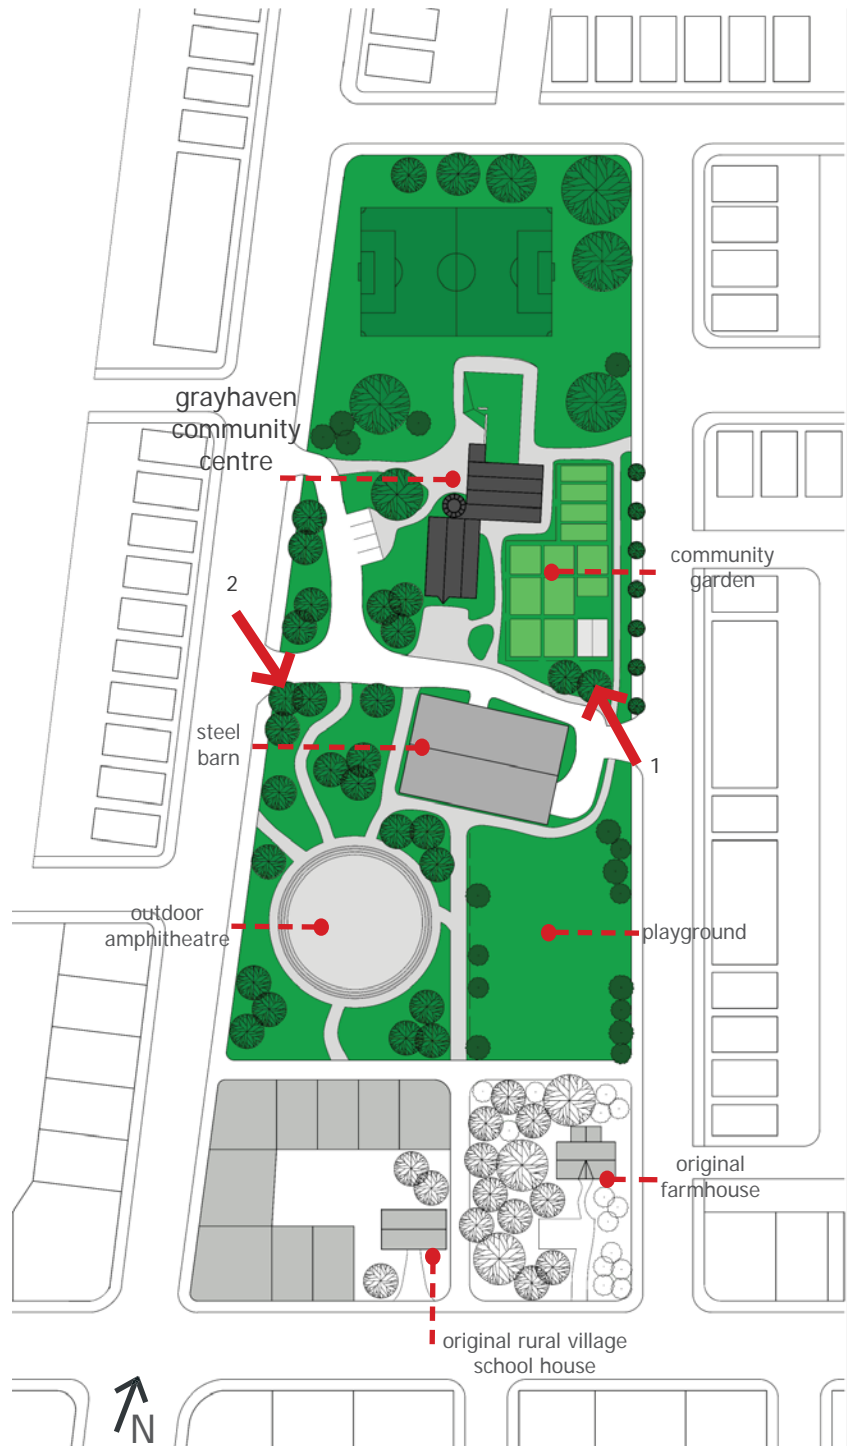 grayhaven
community
centre
community
garden
2
steel
barn
1
outdoor
amphitheatre
playground
original
farmhouse
original rural village
school house
N